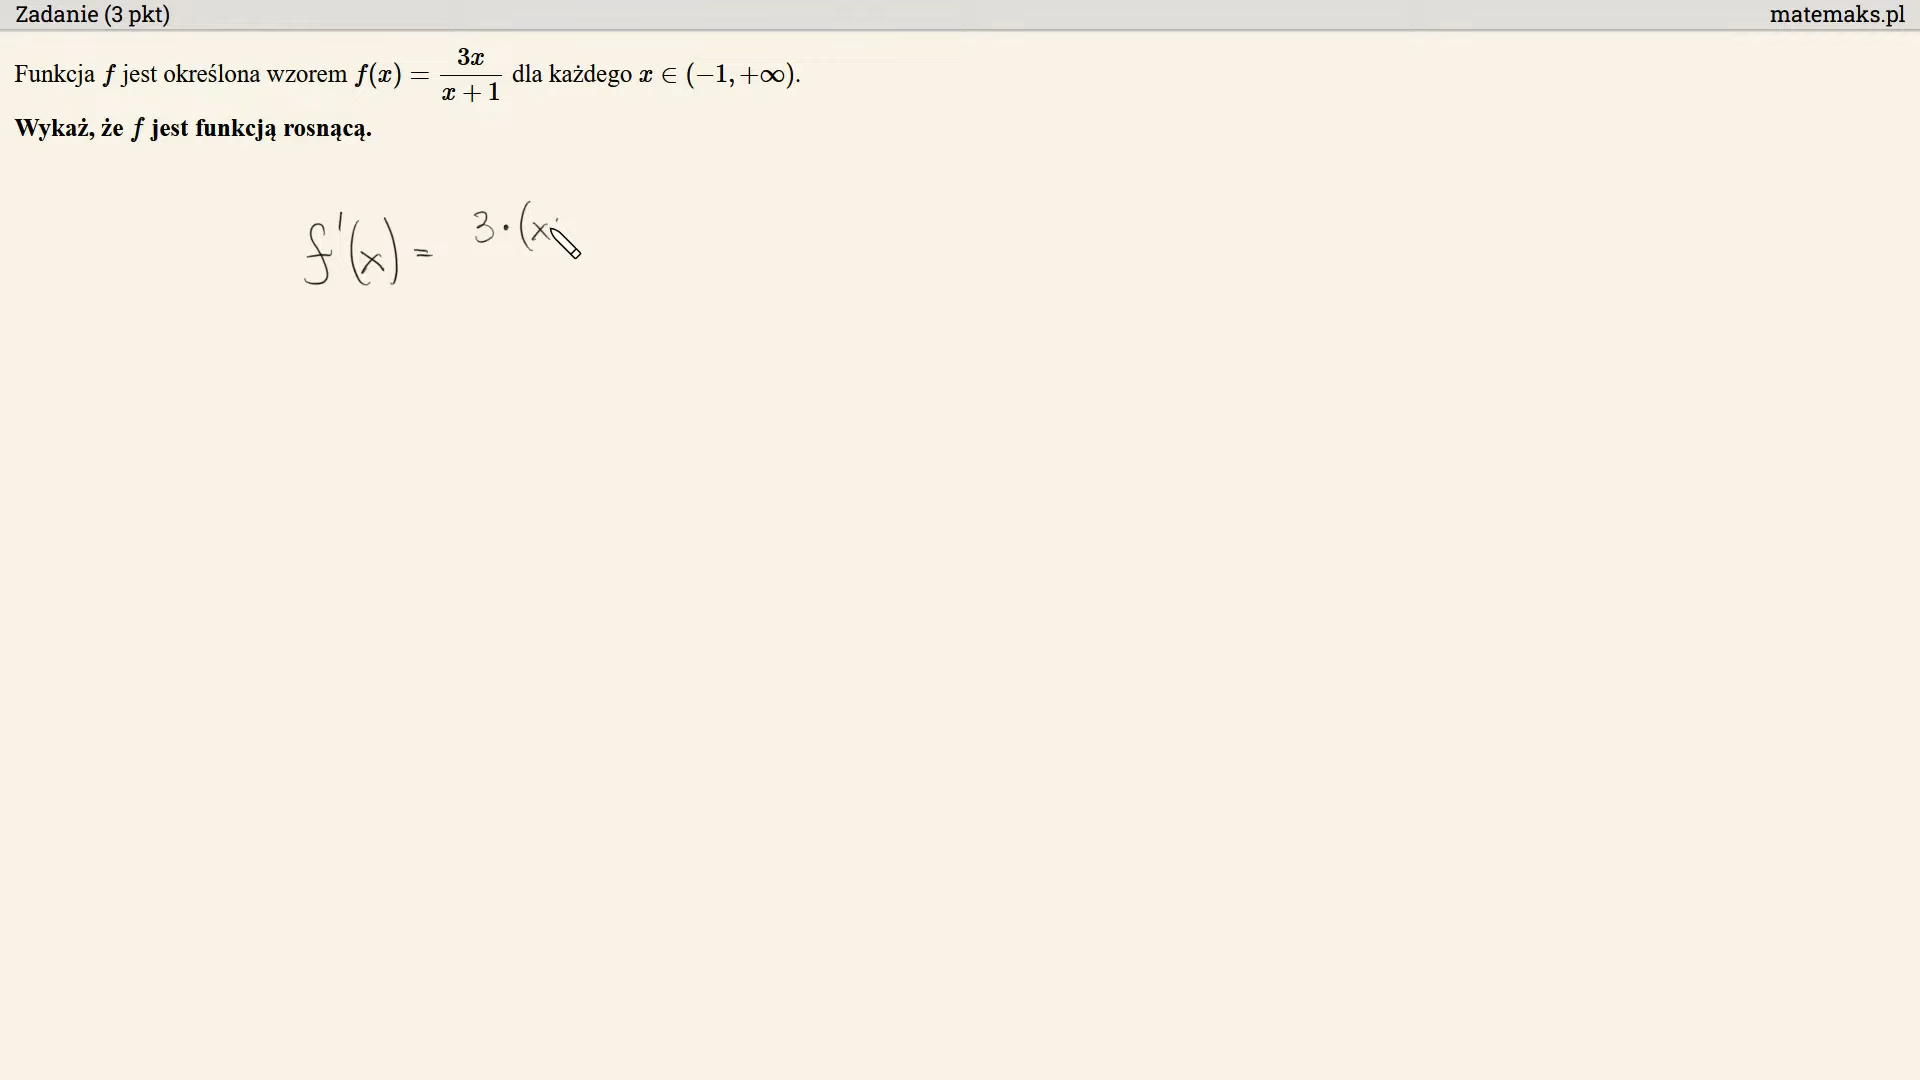 Zadanie (3 pkt) matemaks.pl
Funkcja f jest określona wzorem f(x) = 3x/(x + 1) dla każdego x ∈ (−1, +∞).
Wykaż, że f jest funkcją rosnącą.
f'(x) = 3 · (x